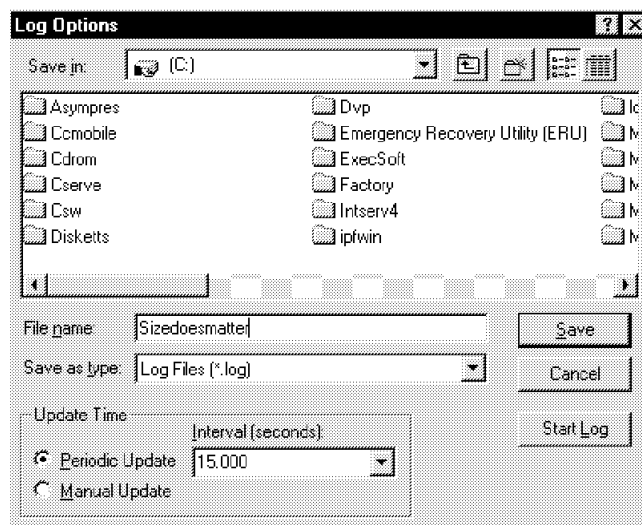 Log Options
Save in: (C:)
Asympres
Ccmobile
Cdrom
Cserve
Csw
Disketts
Dvp
Emergency Recovery Utility (ERU)
ExecSoft
Factory
Intserv4
ipfwin
File name: Sizedoesmatter
Save
Save as type: Log Files (*.log)
Cancel
Update Time
Interval (seconds):
Periodic Update 15.000
Manual Update
Start Log